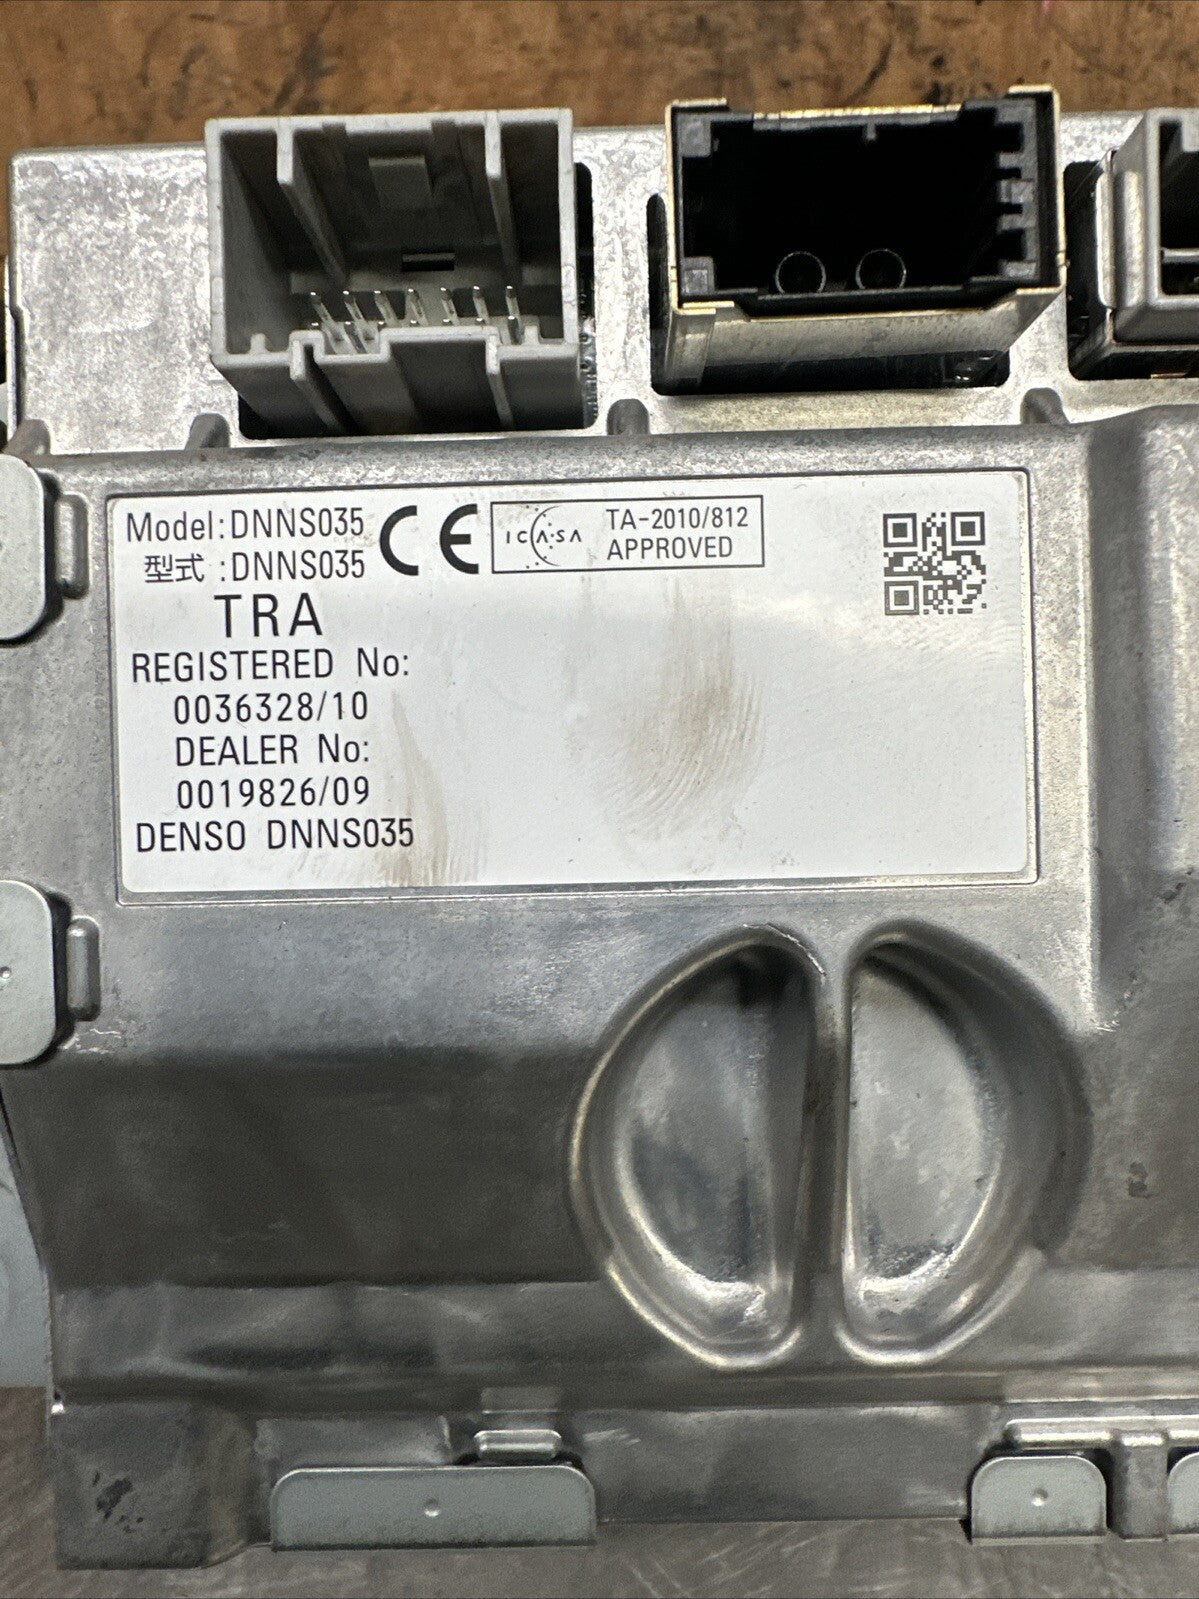 Model:DNNS035
型式 :DNNS035
CE
ICASA
TA-2010/812
APPROVED
TRA
REGISTERED No:
0036328/10
DEALER No:
0019826/09
DENSO DNNS035